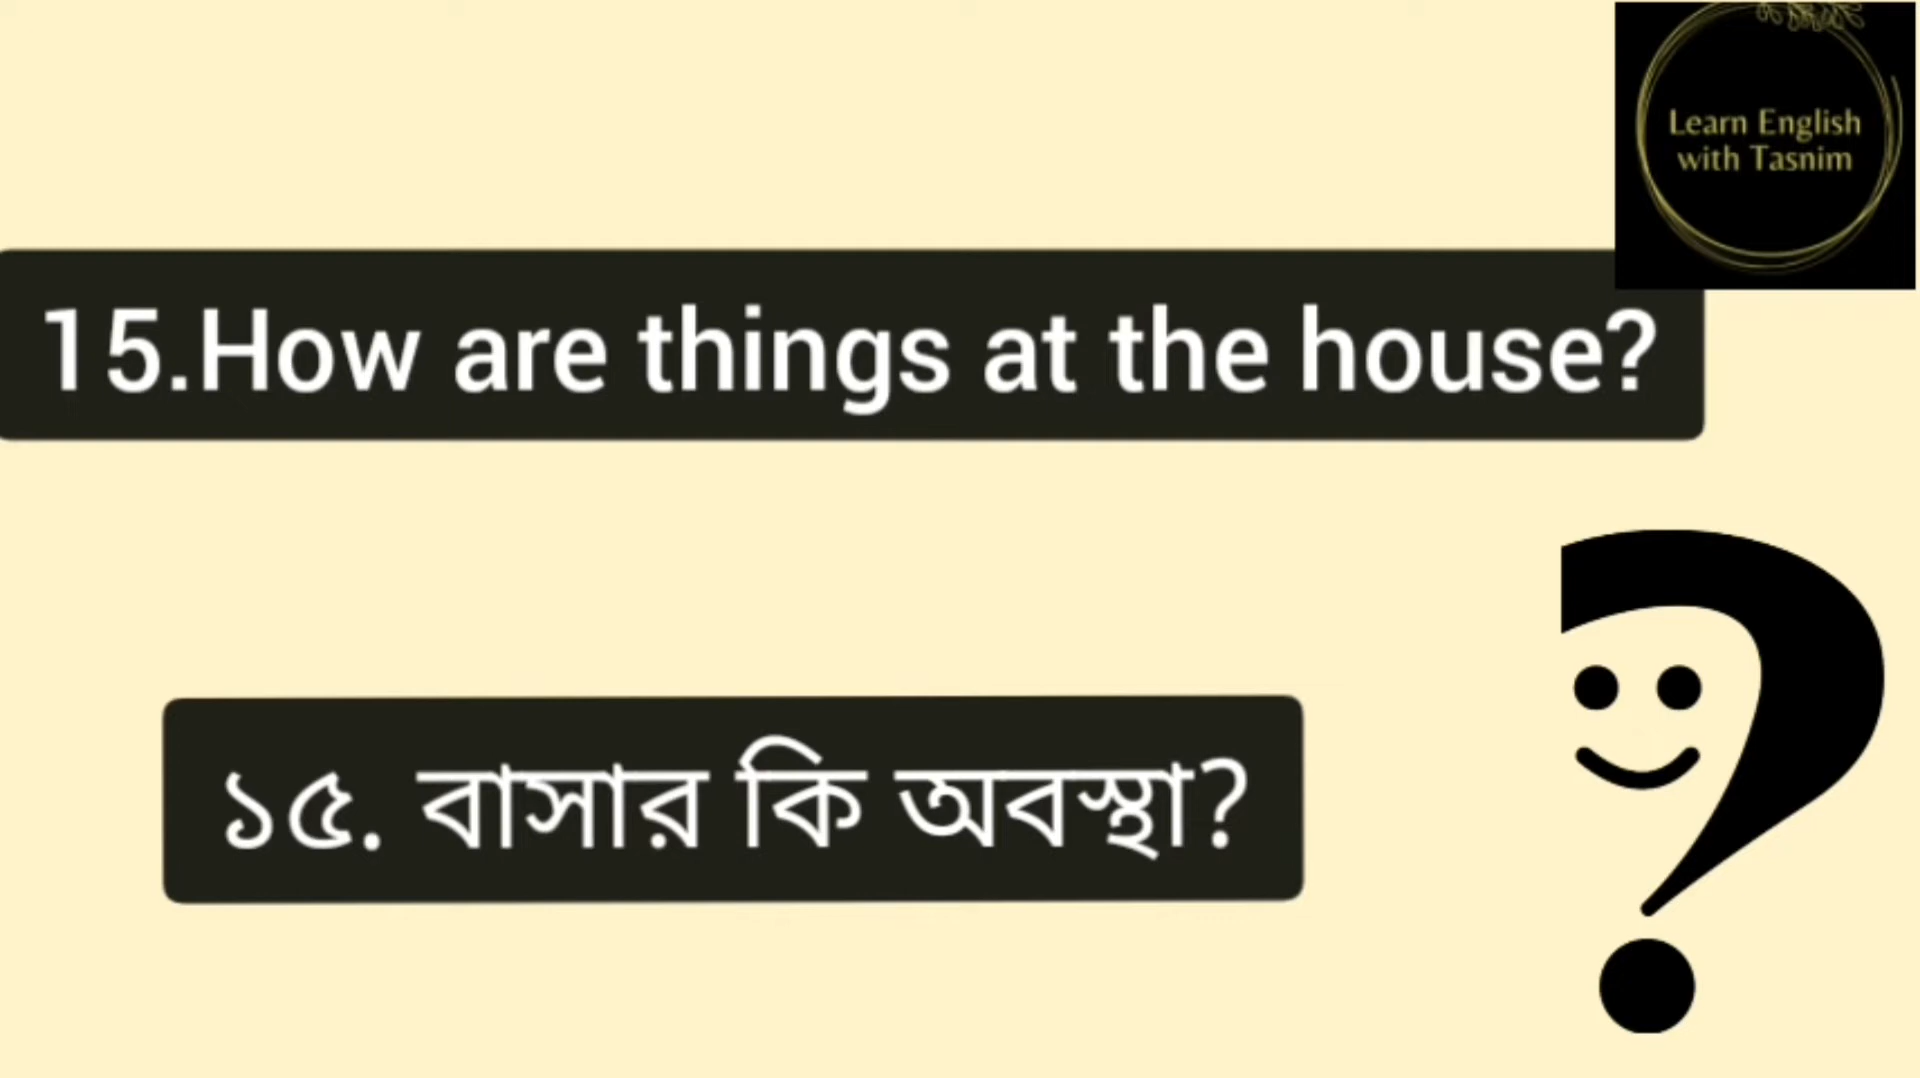 Learn English
with Tasnim
15.How are things at the house?
১৫. বাসার কি অবস্থা?